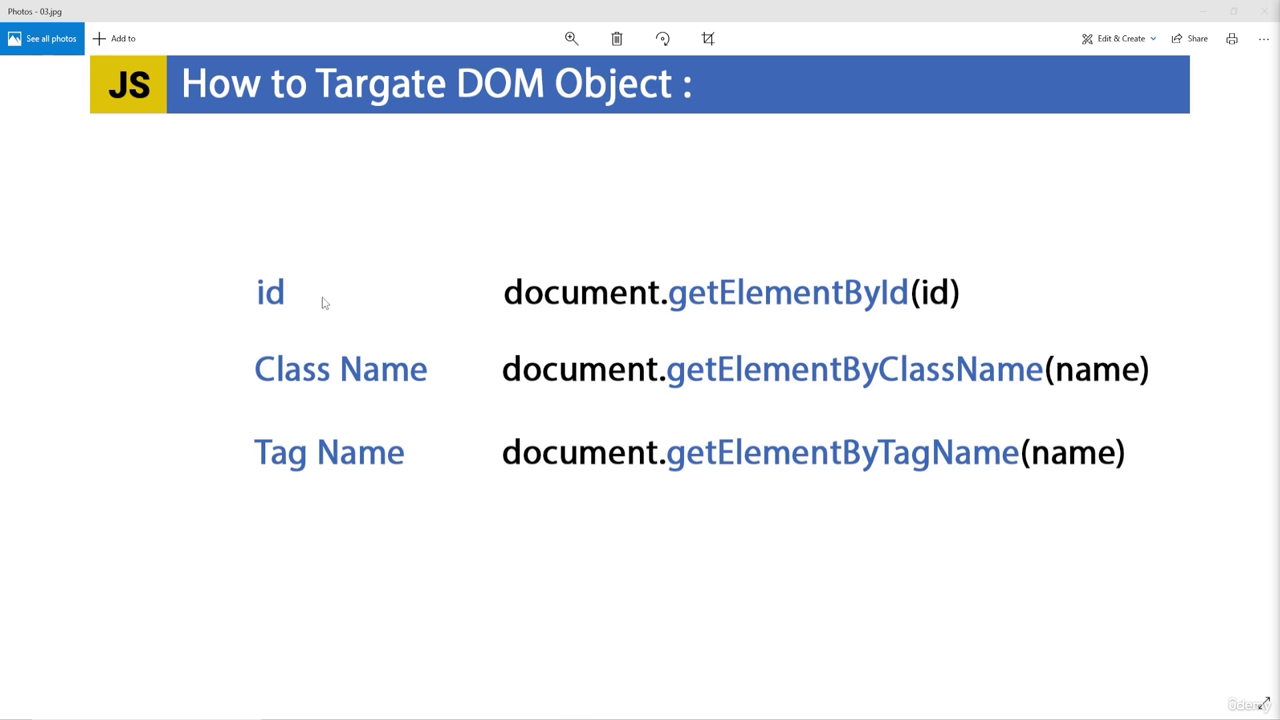 Photos - 03.jpg
See all photos
Add to
Edit & Create
Share
JS How to Targate DOM Object :
id document.getElementById(id)
Class Name document.getElementByClassName(name)
Tag Name document.getElementByTagName(name)
ûdemy